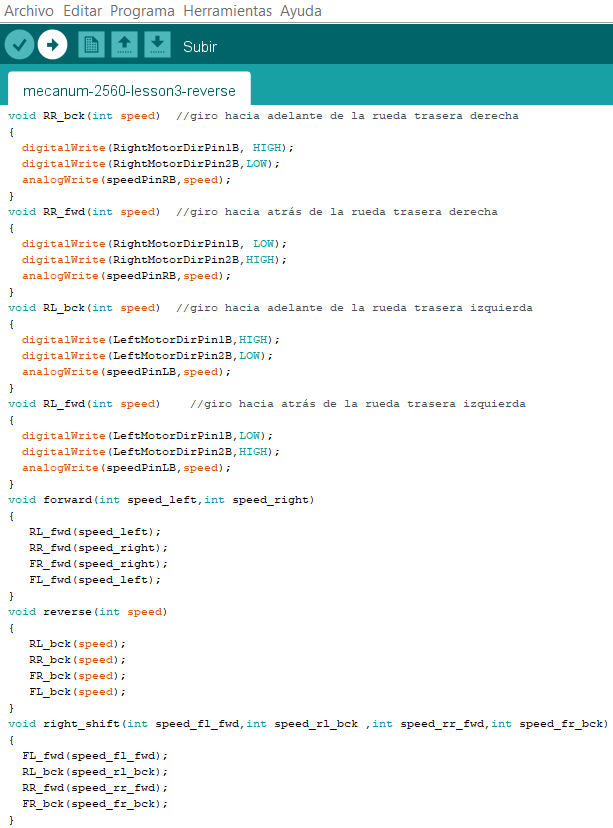 Archivo Editar Programa Herramientas Ayuda
Subir
mecanum-2560-lesson3-reverse
void RR_bck(int speed)  //giro hacia adelante de la rueda trasera derecha
{
  digitalWrite(RightMotorDirPin1B, HIGH);
  digitalWrite(RightMotorDirPin2B,LOW);
  analogWrite(speedPinRB,speed);
}
void RR_fwd(int speed)  //giro hacia atrás de la rueda trasera derecha
{
  digitalWrite(RightMotorDirPin1B, LOW);
  digitalWrite(RightMotorDirPin2B,HIGH);
  analogWrite(speedPinRB,speed);
}
void RL_bck(int speed)  //giro hacia adelante de la rueda trasera izquierda
{
  digitalWrite(LeftMotorDirPin1B,HIGH);
  digitalWrite(LeftMotorDirPin2B,LOW);
  analogWrite(speedPinLB,speed);
}
void RL_fwd(int speed)    //giro hacia atrás de la rueda trasera izquierda
{
  digitalWrite(LeftMotorDirPin1B,LOW);
  digitalWrite(LeftMotorDirPin2B,HIGH);
  analogWrite(speedPinLB,speed);
}
void forward(int speed_left,int speed_right)
{
   RL_fwd(speed_left);
   RR_fwd(speed_right);
   FR_fwd(speed_right);
   FL_fwd(speed_left);
}
void reverse(int speed)
{
   RL_bck(speed);
   RR_bck(speed);
   FR_bck(speed);
   FL_bck(speed);
}
void right_shift(int speed_fl_fwd,int speed_rl_bck ,int speed_rr_fwd,int speed_fr_bck)
{
  FL_fwd(speed_fl_fwd);
  RL_bck(speed_rl_bck);
  RR_fwd(speed_rr_fwd);
  FR_bck(speed_fr_bck);
}